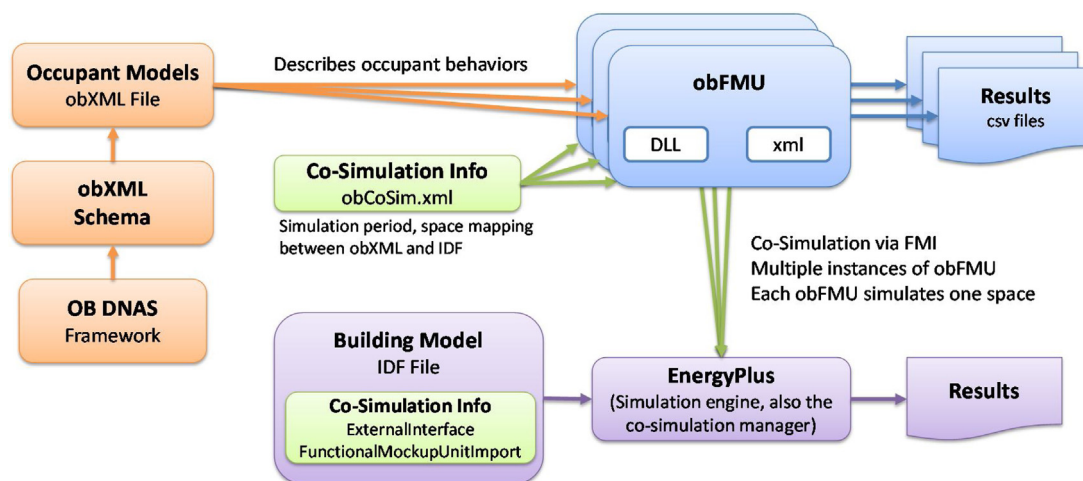 Occupant Models
obXML File
obXML
Schema
OB DNAS
Framework
Describes occupant behaviors
obFMU
DLL
xml
Results
csv files
Co-Simulation Info
obCoSim.xml
Simulation period, space mapping
between obXML and IDF
Co-Simulation via FMI
Multiple instances of obFMU
Each obFMU simulates one space
Building Model
IDF File
Co-Simulation Info
ExternalInterface
FunctionalMockupUnitImport
EnergyPlus
(Simulation engine, also the
co-simulation manager)
Results